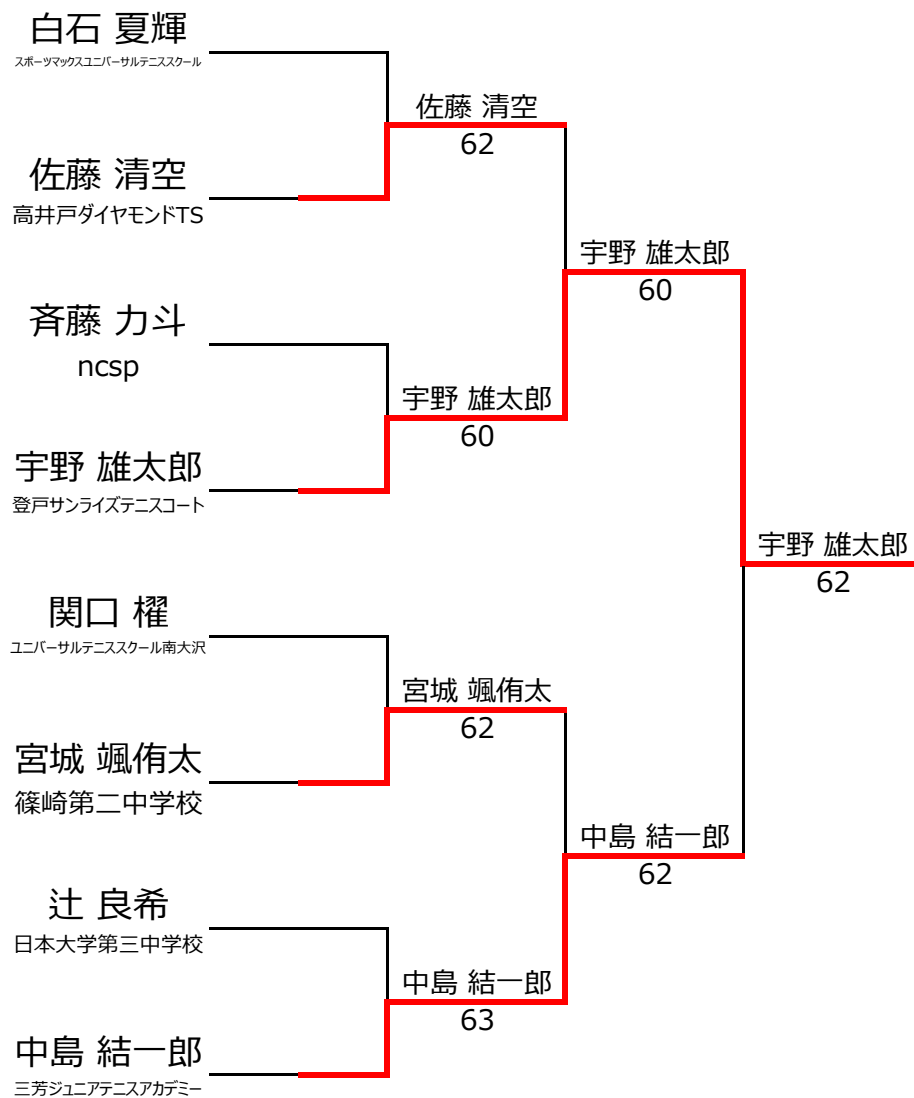 白石 夏輝
スポーツマックスユニバーサルテニススクール
佐藤 清空
62
佐藤 清空
高井戸ダイヤモンドTS
宇野 雄太郎
60
斉藤 力斗
ncsp
宇野 雄太郎
60
宇野 雄太郎
登戸サンライズテニスコート
宇野 雄太郎
62
関口 櫂
ユニバーサルテニススクール南大沢
宮城 颯侑太
62
宮城 颯侑太
篠崎第二中学校
中島 結一郎
62
辻 良希
日本大学第三中学校
中島 結一郎
63
中島 結一郎
三芳ジュニアテニスアカデミー